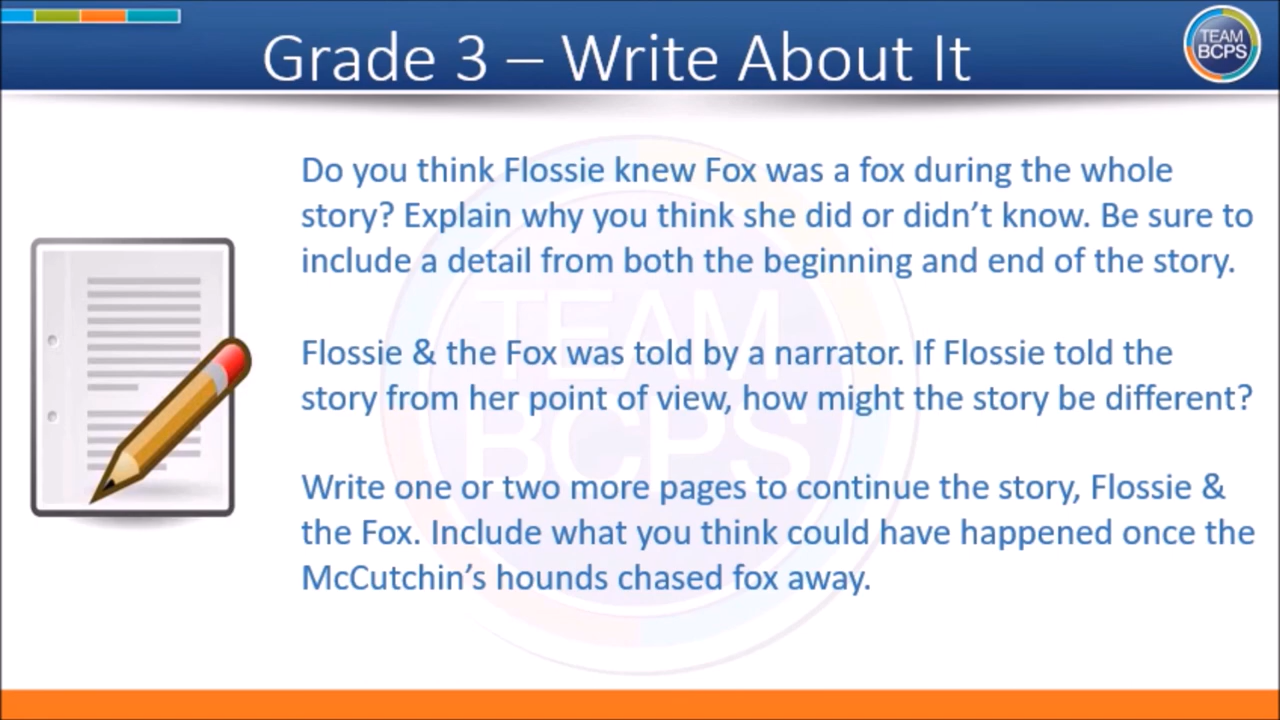 Grade 3 – Write About It
TEAM
BCPS
Do you think Flossie knew Fox was a fox during the whole
story? Explain why you think she did or didn’t know. Be sure to
include a detail from both the beginning and end of the story.
Flossie & the Fox was told by a narrator. If Flossie told the
story from her point of view, how might the story be different?
Write one or two more pages to continue the story, Flossie &
the Fox. Include what you think could have happened once the
McCutchin’s hounds chased fox away.
TEAM
BCPS